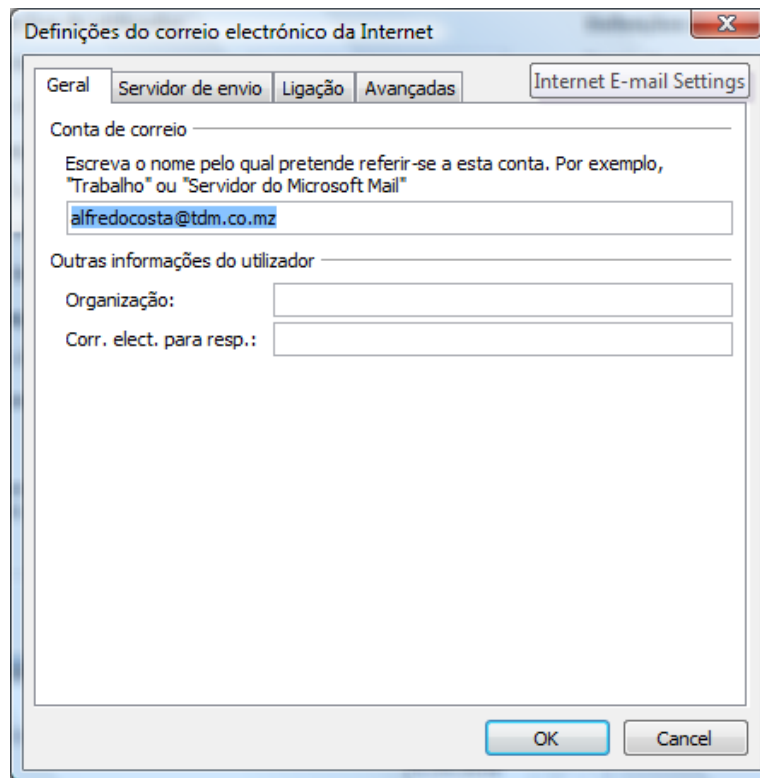 Definições do correio electrónico da Internet
Geral
Servidor de envio
Ligação
Avançadas
Internet E-mail Settings
Conta de correio
Escreva o nome pelo qual pretende referir-se a esta conta. Por exemplo,
"Trabalho" ou "Servidor do Microsoft Mail"
alfredocosta@tdm.co.mz
Outras informações do utilizador
Organização:
Corr. elect. para resp.:
OK
Cancel